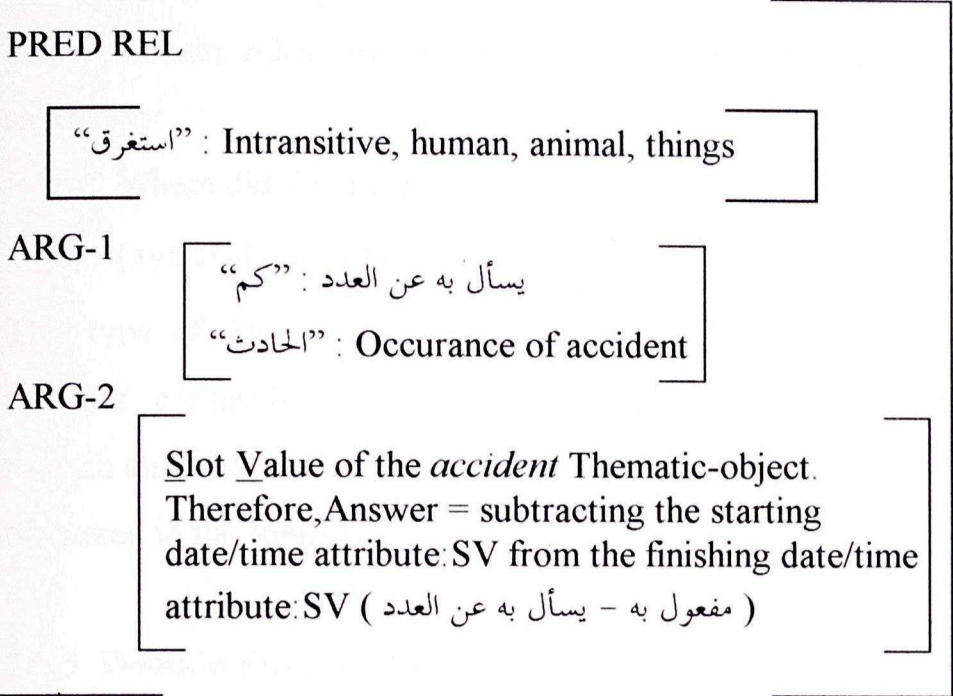 PRED REL
“استغرق” : Intransitive, human, animal, things
ARG-1
“كم” : يسأل به عن العدد
“الحادث” : Occurance of accident
ARG-2
Slot Value of the accident Thematic-object.
Therefore,Answer = subtracting the starting
date/time attribute:SV from the finishing date/time
attribute:SV ( مفعول به – يسأل به عن العدد )